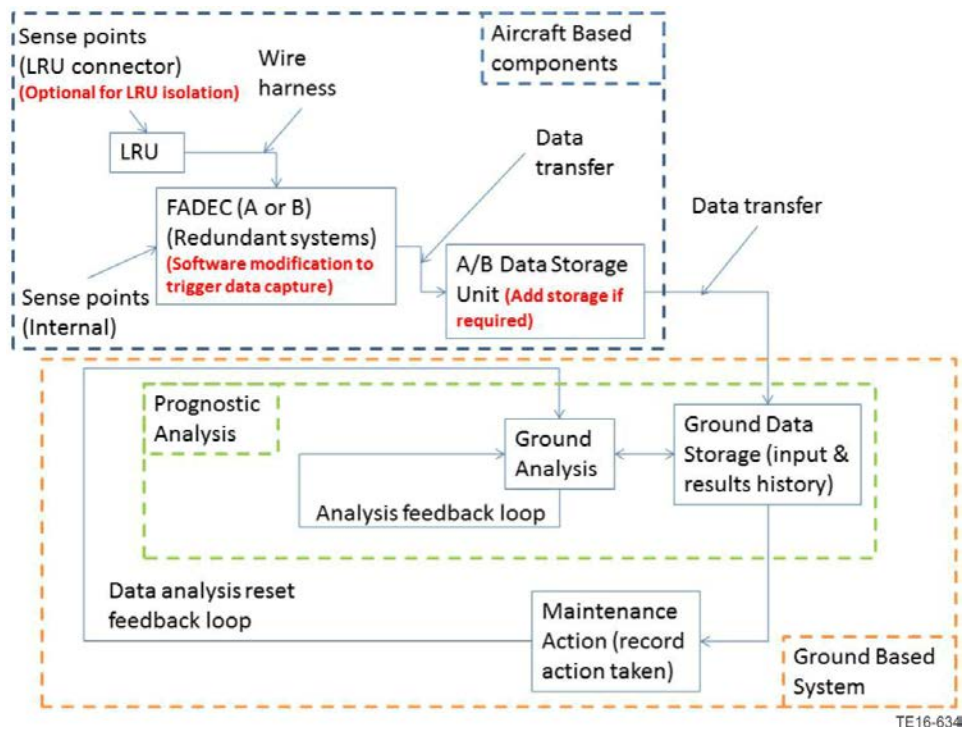 Sense points
(LRU connector)
(Optional for LRU isolation)
Wire
harness
Aircraft Based
components
LRU
Data
transfer
FADEC (A or B)
(Redundant systems)
(Software modification to
trigger data capture)
Data transfer
A/B Data Storage
Unit (Add storage if
required)
Sense points
(Internal)
Prognostic
Analysis
Ground
Analysis
Ground Data
Storage (input &
results history)
Analysis feedback loop
Data analysis reset
feedback loop
Maintenance
Action (record
action taken)
Ground Based
System
TE16-634